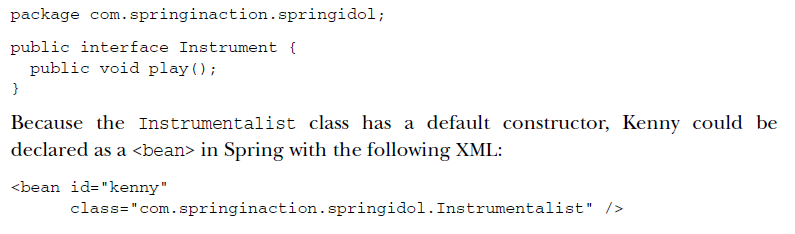 package com.springinaction.springidol;
public interface Instrument {
  public void play();
}
Because the Instrumentalist class has a default constructor, Kenny could be
declared as a <bean> in Spring with the following XML:
<bean id="kenny"
      class="com.springinaction.springidol.Instrumentalist" />